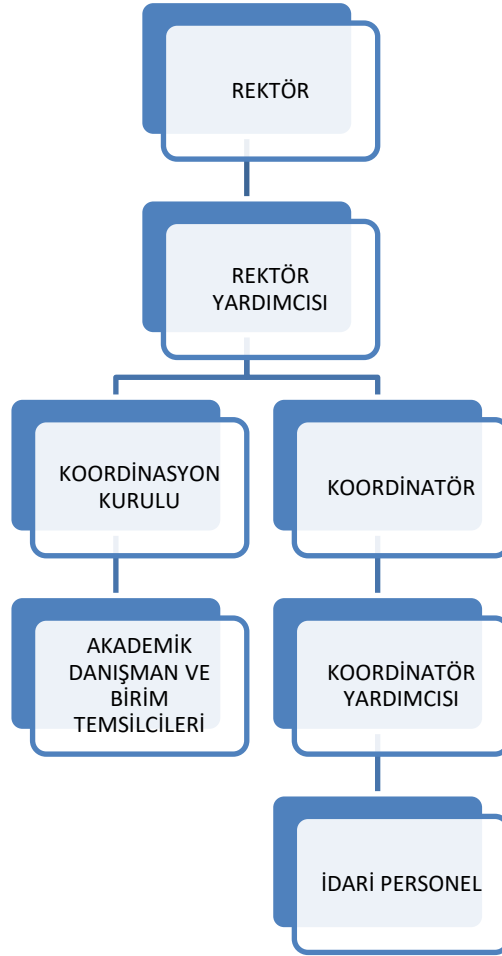 REKTÖR
REKTÖR
YARDIMCISI
KOORDİNASYON
KURULU
KOORDİNATÖR
AKADEMİK
DANIŞMAN VE
BİRİM
TEMSİLCİLERİ
KOORDİNATÖR
YARDIMCISI
İDARİ PERSONEL